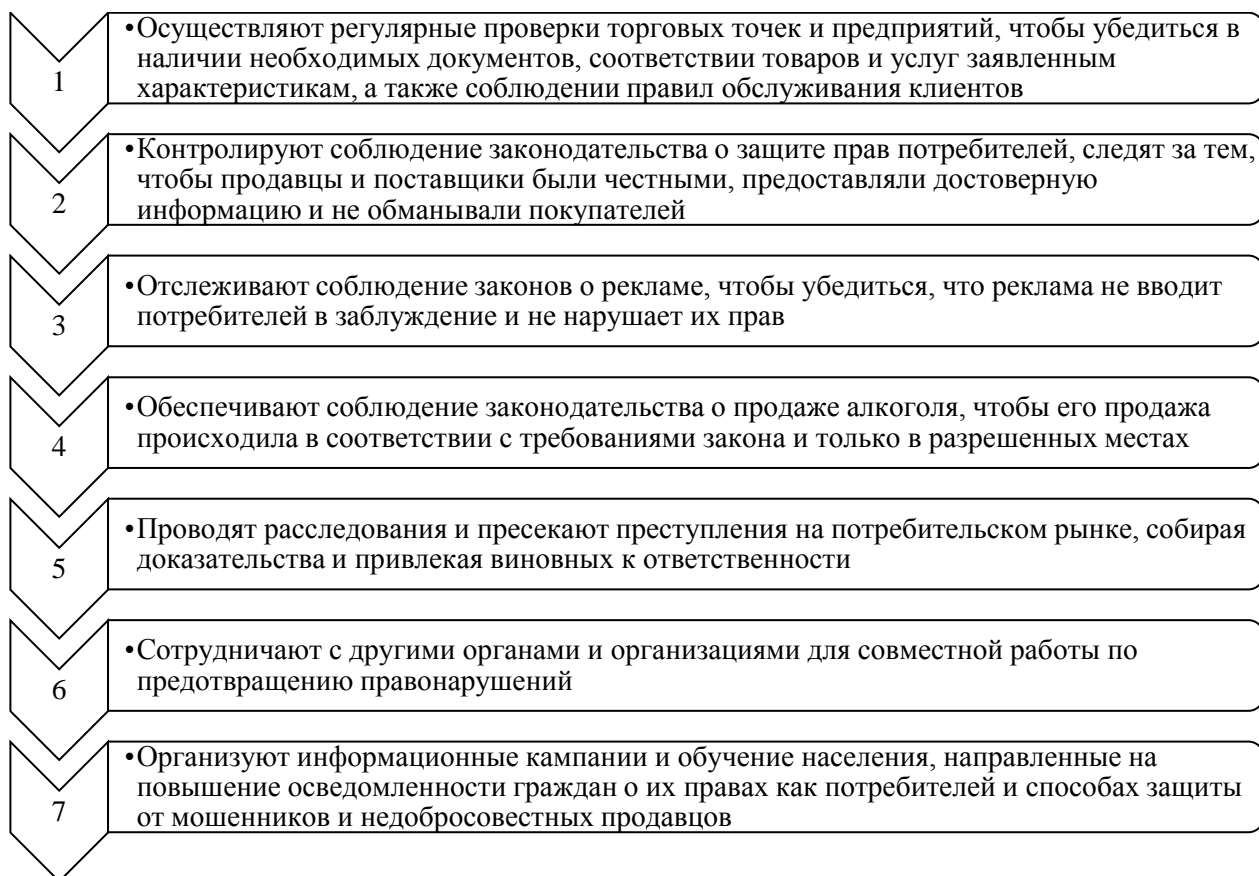 •Осуществляют регулярные проверки торговых точек и предприятий, чтобы убедиться в
наличии необходимых документов, соответствии товаров и услуг заявленным
1
характеристикам, а также соблюдении правил обслуживания клиентов
•Контролируют соблюдение законодательства о защите прав потребителей, следят за тем,
чтобы продавцы и поставщики были честными, предоставляли достоверную
2
информацию и не обманывали покупателей
•Отслеживают соблюдение законов о рекламе, чтобы убедиться, что реклама не вводит
потребителей в заблуждение и не нарушает их прав
3
•Обеспечивают соблюдение законодательства о продаже алкоголя, чтобы его продажа
происходила в соответствии с требованиями закона и только в разрешенных местах
4
•Проводят расследования и пресекают преступления на потребительском рынке, собирая
доказательства и привлекая виновных к ответственности
5
•Сотрудничают с другими органами и организациями для совместной работы по
предотвращению правонарушений
6
•Организуют информационные кампании и обучение населения, направленные на
повышение осведомленности граждан о их правах как потребителей и способах защиты
7
от мошенников и недобросовестных продавцов